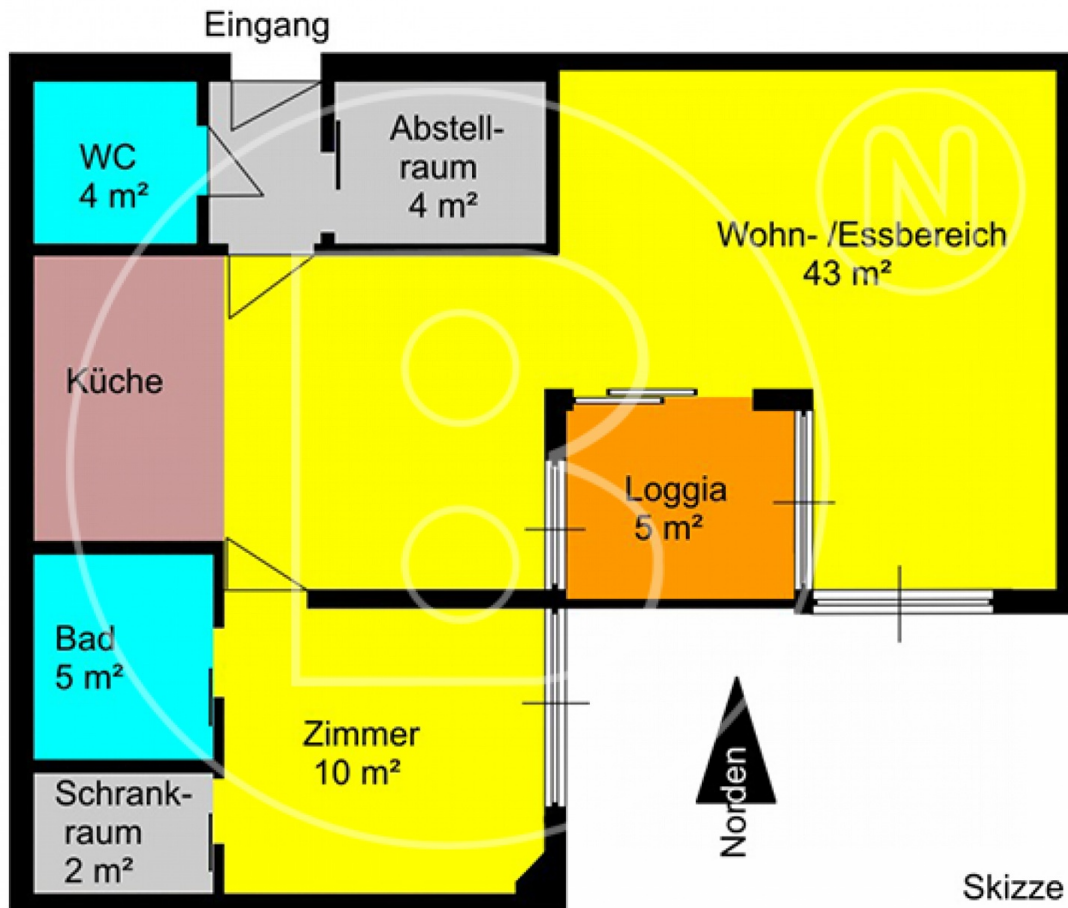 Eingang
WC
4 m²
Abstell-
raum
4 m²
Wohn- /Essbereich
43 m²
N
Küche
B
Loggia
5 m²
Bad
5 m²
Zimmer
10 m²
Schrank-
raum
2 m²
Norden
Skizze